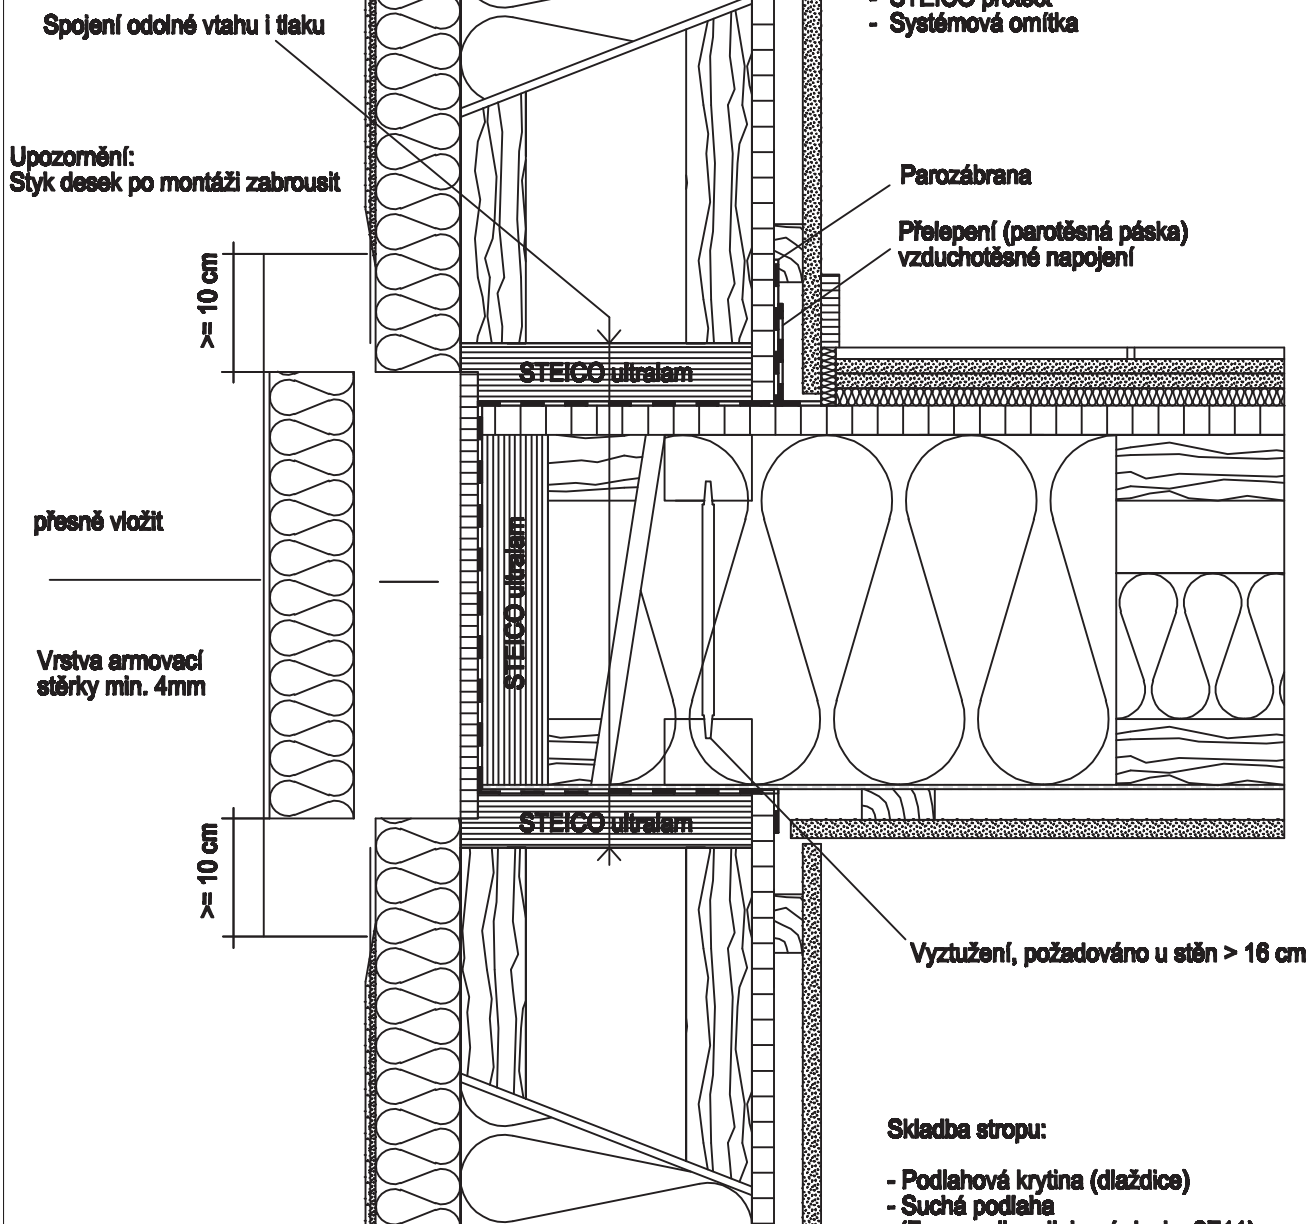 - STEICO protect
- Systémová omítka
Spojení odolné vtahu i tlaku
Upozornění:
Styk desek po montáži zabrousit
Parozábrana
Přelepení (parotěsná páska)
vzduchotěsné napojení
>= 10 cm
STEICO ultralam
přesně vložit
STEICO ultralam
Vrstva armovací
stěrky min. 4mm
STEICO ultralam
>= 10 cm
Vyztužení, požadováno u stěn > 16 cm
Skladba stropu:
- Podlahová krytina (dlaždice)
- Suchá podlaha